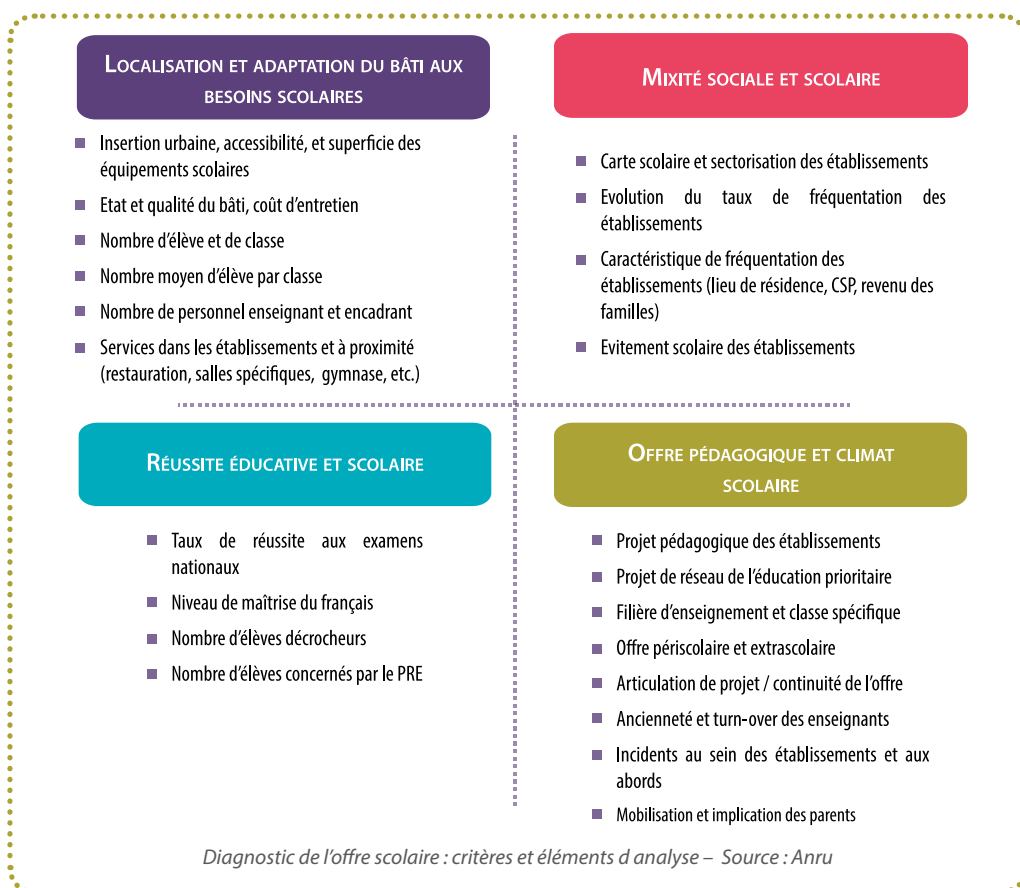 LOCALISATION ET ADAPTATION DU BÂTI AUX
BESOINS SCOLAIRES
Insertion urbaine, accessibilité, et superficie des
équipements scolaires
Etat et qualité du bâti, coût d'entretien
Nombre d'élève et de classe
Nombre moyen d'élève par classe
Nombre de personnel enseignant et encadrant
Services dans les établissements et à proximité
(restauration, salles spécifiques, gymnase, etc.)
MIXITÉ SOCIALE ET SCOLAIRE
Carte scolaire et sectorisation des établissements
Evolution du taux de fréquentation des
établissements
Caractéristique de fréquentation des
établissements (lieu de résidence, CSP, revenu des
familles)
Evitement scolaire des établissements
RÉUSSITE ÉDUCATIVE ET SCOLAIRE
Taux de réussite aux examens
nationaux
Niveau de maîtrise du français
Nombre d'élèves décrocheurs
Nombre d'élèves concernés par le PRE
OFFRE PÉDAGOGIQUE ET CLIMAT
SCOLAIRE
Projet pédagogique des établissements
Projet de réseau de l'éducation prioritaire
Filière d'enseignement et classe spécifique
Offre périscolaire et extrascolaire
Articulation de projet / continuité de l'offre
Ancienneté et turn-over des enseignants
Incidents au sein des établissements et aux
abords
Mobilisation et implication des parents
Diagnostic de l'offre scolaire : critères et éléments d analyse – Source : Anru